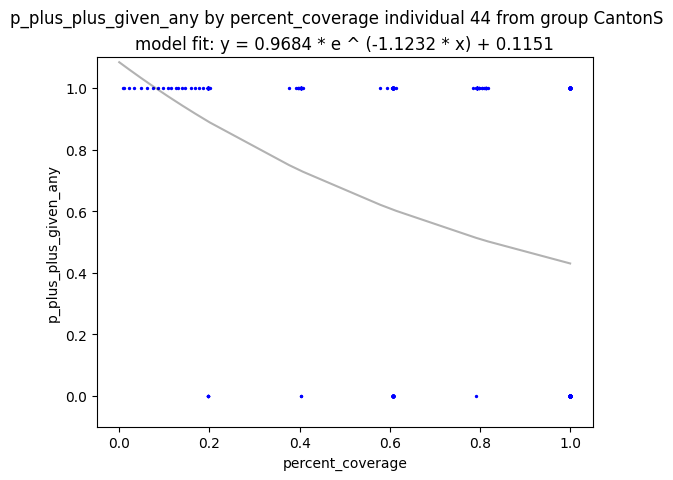 p_plus_plus_given_any by percent_coverage individual 44 from group CantonS
model fit: y = 0.9684 * e ^ (-1.1232 * x) + 0.1151
1.0
0.8
0.6
0.4
0.2
0.0
p_plus_plus_given_any
0.0 0.2 0.4 0.6 0.8 1.0
percent_coverage